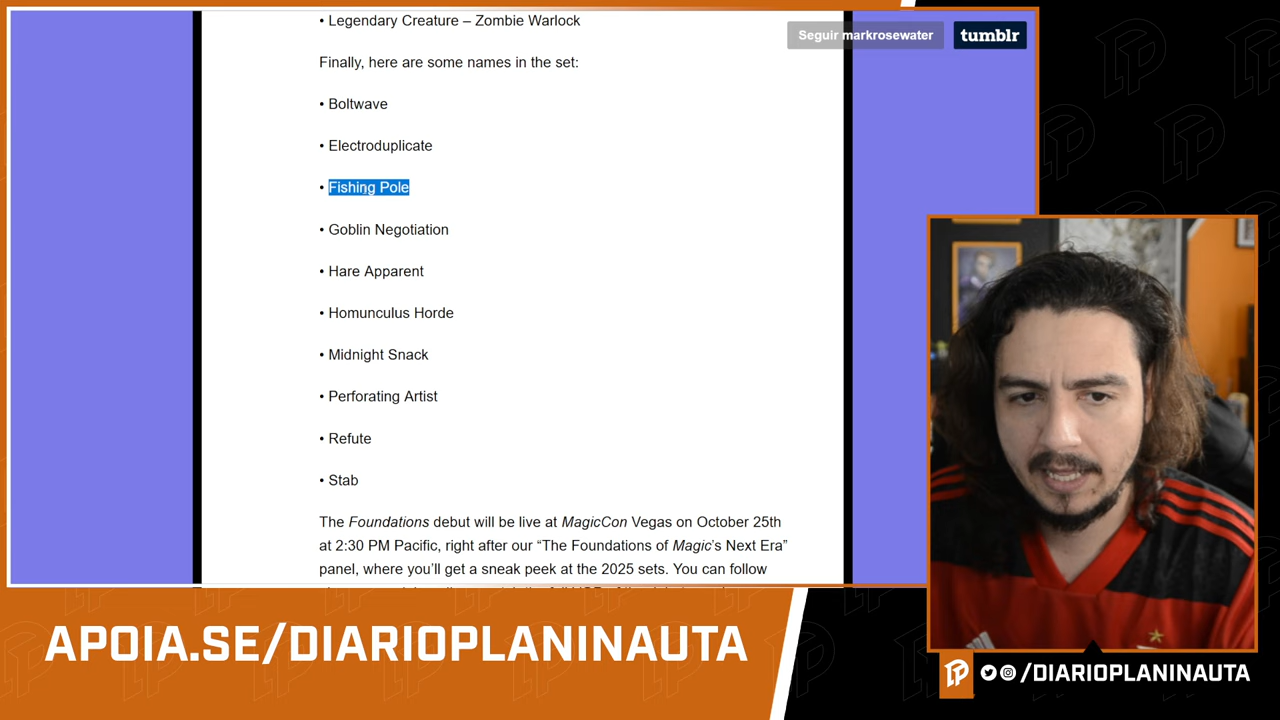 • Legendary Creature – Zombie Warlock
Seguir markrosewater
tumblr
Finally, here are some names in the set:
• Boltwave
• Electroduplicate
• Fishing Pole
• Goblin Negotiation
• Hare Apparent
• Homunculus Horde
• Midnight Snack
• Perforating Artist
• Refute
• Stab
The Foundations debut will be live at MagicCon Vegas on October 25th
at 2:30 PM Pacific, right after our “The Foundations of Magic’s Next Era”
panel, where you’ll get a sneak peek at the 2025 sets. You can follow
APOIA.SE/DIARIOPLANINAUTA
/DIARIOPLANINAUTA